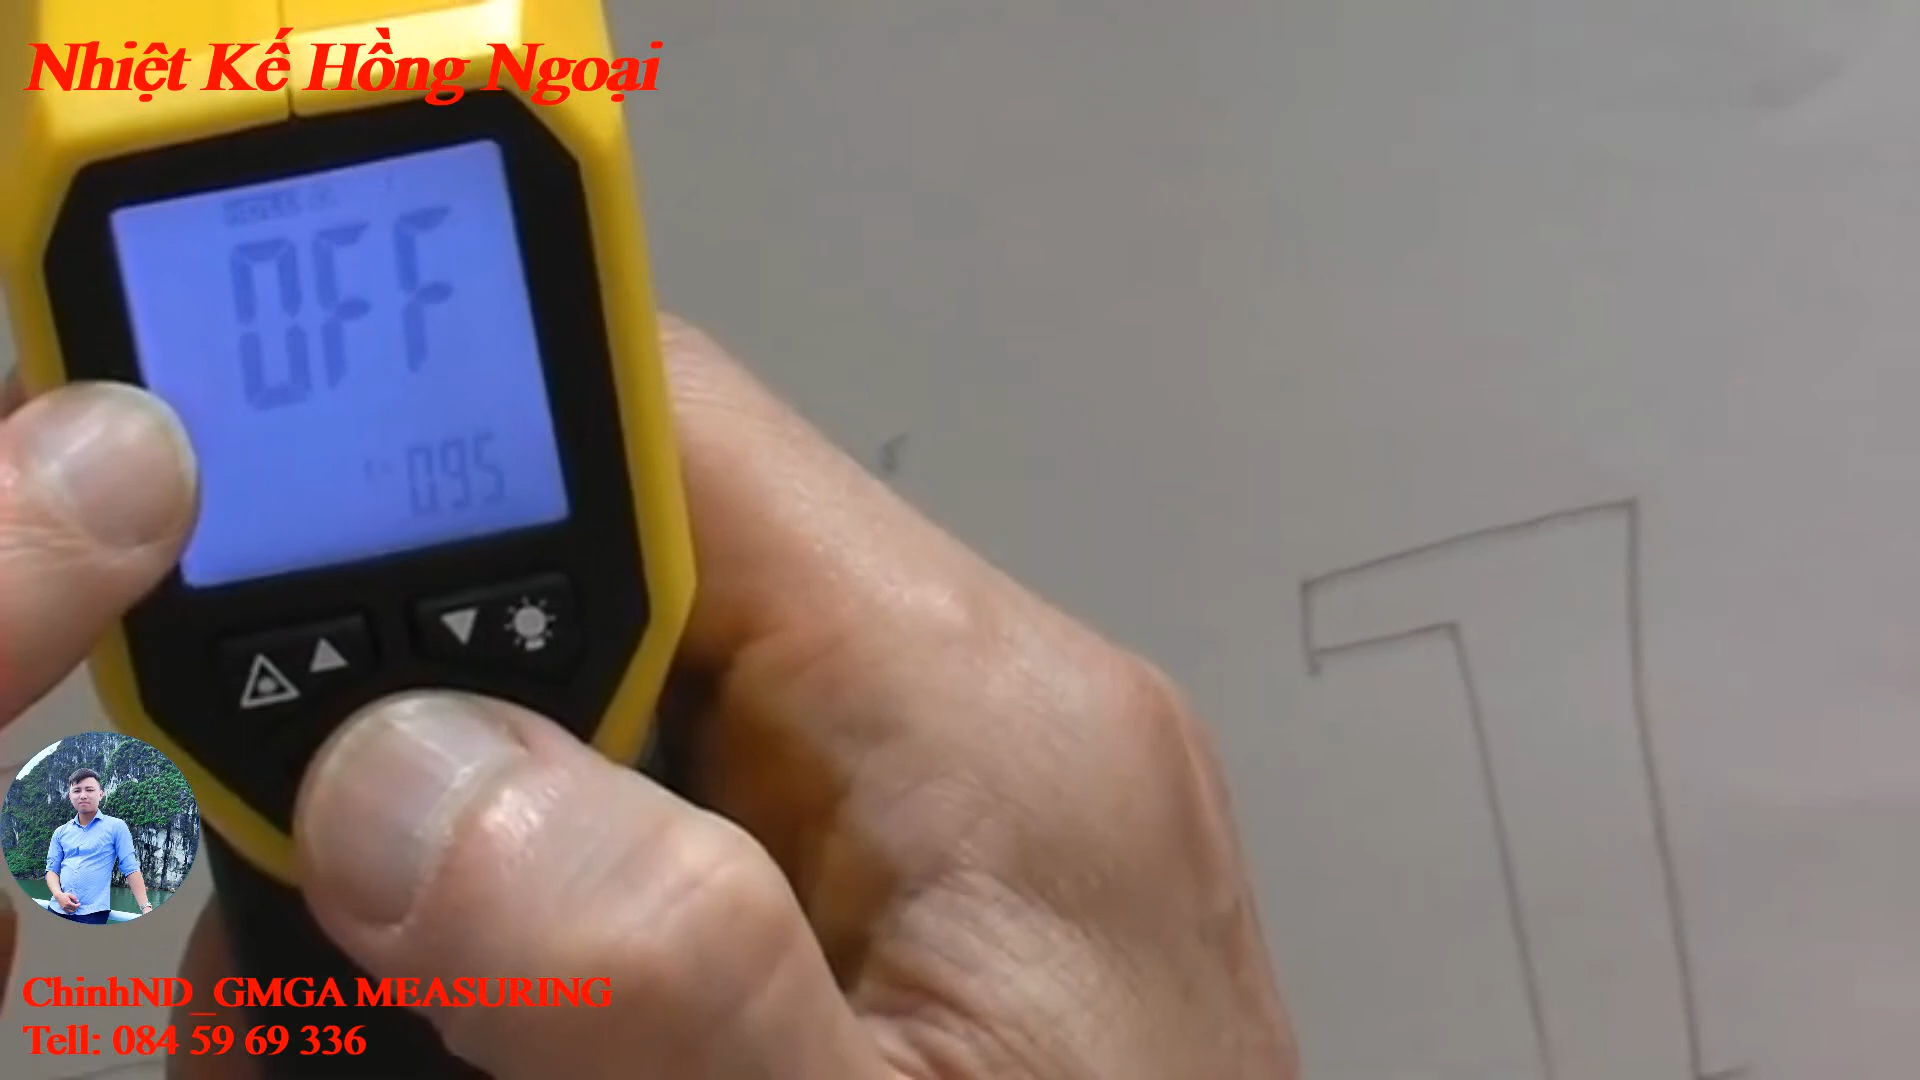 Nhiệt Kế Hồng Ngoại
OFF
0.95
ChinhND_GMGA MEASURING
Tell: 084 59 69 336